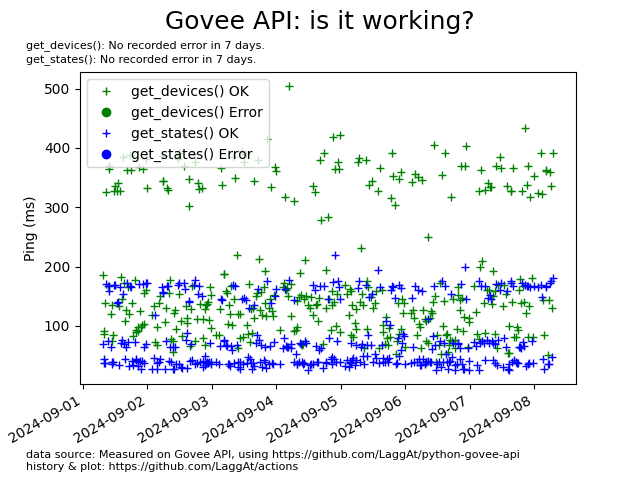 Govee API: is it working?
get_devices(): No recorded error in 7 days.
get_states(): No recorded error in 7 days.
get_devices() OK
get_devices() Error
get_states() OK
get_states() Error
Ping (ms)
500
400
300
200
100
2024-09-01
2024-09-02
2024-09-03
2024-09-04
2024-09-05
2024-09-06
2024-09-07
2024-09-08
data source: Measured on Govee API, using https://github.com/LaggAt/python-govee-api
history & plot: https://github.com/LaggAt/actions